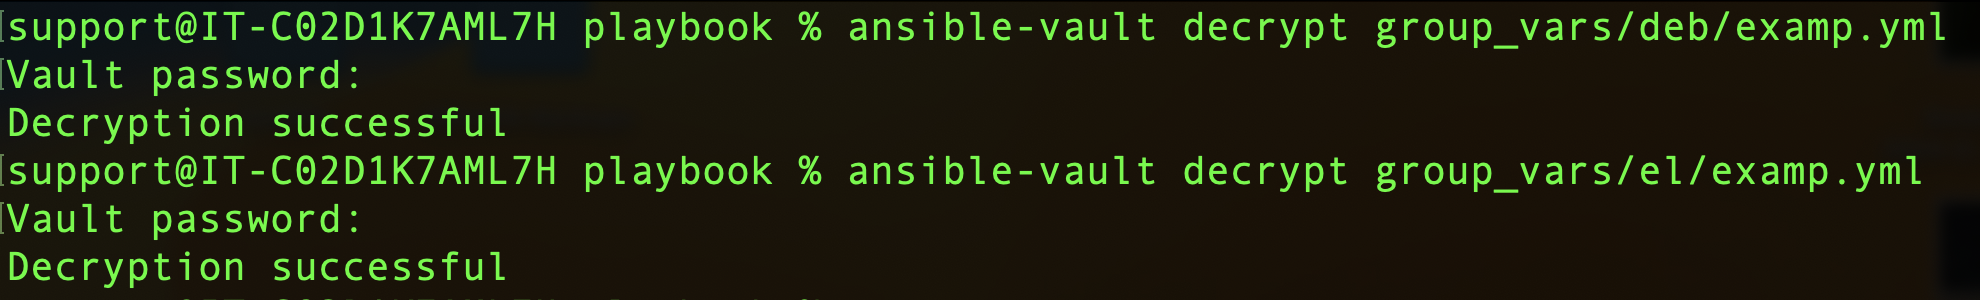 support@IT-C02D1K7AML7H playbook % ansible-vault decrypt group_vars/deb/examp.yml
Vault password:
Decryption successful
support@IT-C02D1K7AML7H playbook % ansible-vault decrypt group_vars/el/examp.yml
Vault password:
Decryption successful